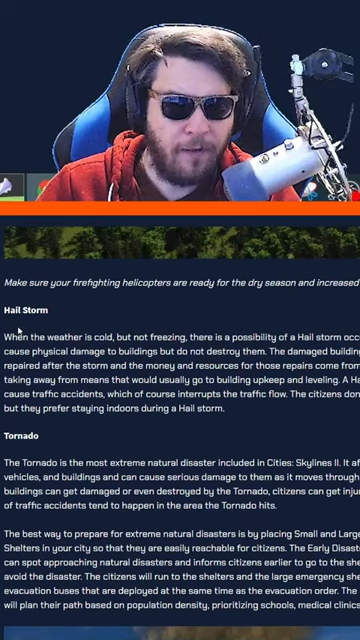 Make sure your firefighting helicopters are ready for the dry season and increased
Hail Storm
When the weather is cold, but not freezing, there is a possibility of a Hail storm occ
cause physical damage to buildings but do not destroy them. The damaged building
repaired after the storm and the money and resources for those repairs come from
taking away from means that would usually go to building upkeep and leveling. A Ha
cause traffic accidents, which of course interrupts the traffic flow. The citizens don
but they prefer staying indoors during a Hail storm.
Tornado
The Tornado is the most extreme natural disaster included in Cities: Skylines II. It af
vehicles, and buildings and can cause serious damage to them as it moves through
buildings can get damaged or even destroyed by the Tornado, citizens can get inju
of traffic accidents tend to happen in the area the Tornado hits.
The best way to prepare for extreme natural disasters is by placing Small and Large
Shelters in your city so that they are easily reachable for citizens. The Early Disaste
can spot approaching natural disasters and informs citizens earlier to go to the she
avoid the disaster. The citizens will run to the shelters and the large emergency she
evacuation buses that are deployed at the same time as the evacuation order. The
will plan their path based on population density, prioritizing schools, medical clinics